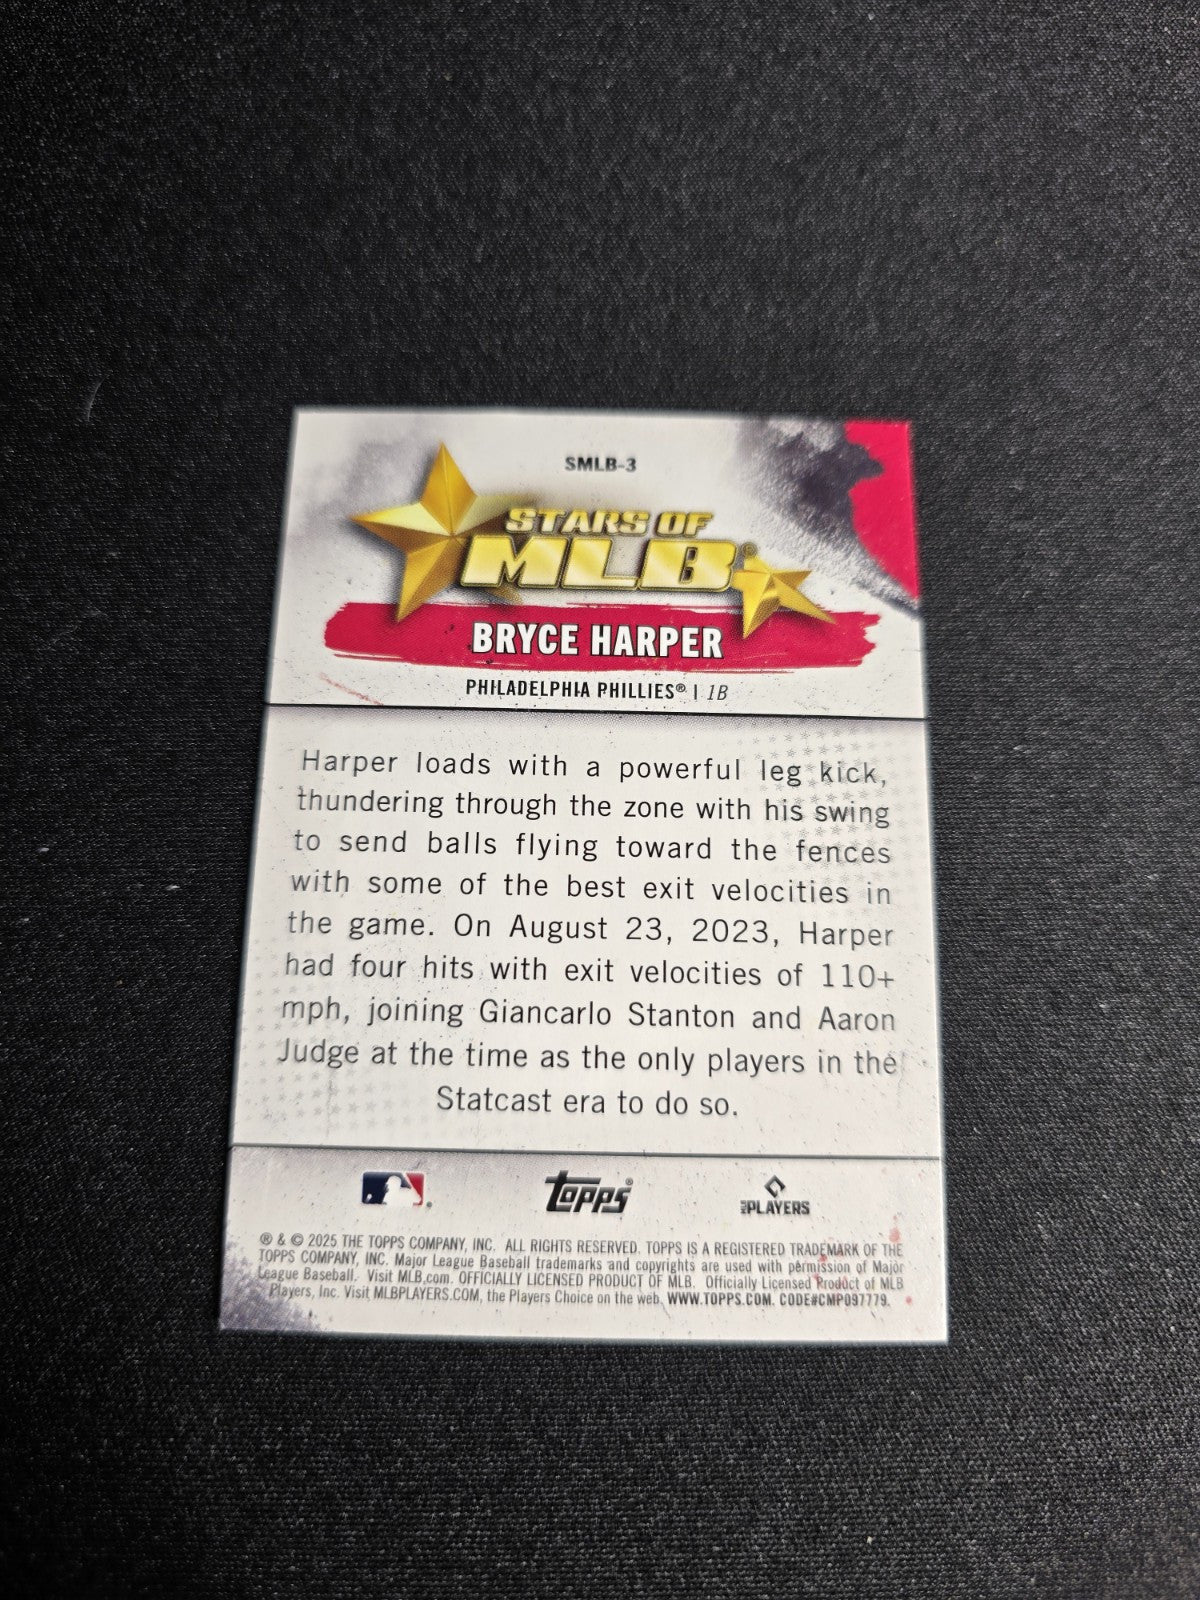 SMLB-3
STARS OF
MLB®
BRYCE HARPER
PHILADELPHIA PHILLIES® | 1B
Harper loads with a powerful leg kick,
thundering through the zone with his swing
to send balls flying toward the fences
with some of the best exit velocities in
the game. On August 23, 2023, Harper
had four hits with exit velocities of 110+
mph, joining Giancarlo Stanton and Aaron
Judge at the time as the only players in the
Statcast era to do so.
topps® MLB PLAYERS
® & © 2025 THE TOPPS COMPANY, INC. ALL RIGHTS RESERVED. TOPPS IS A REGISTERED TRADEMARK OF THE
TOPPS COMPANY, INC. Major League Baseball trademarks and copyrights are used with permission of Major
League Baseball. Visit MLB.com. OFFICIALLY LICENSED PRODUCT OF MLB. Officially Licensed Product of MLB
Players, Inc. Visit MLBPLAYERS.COM, the Players Choice on the web. WWW.TOPPS.COM. CODE#CMP097779.